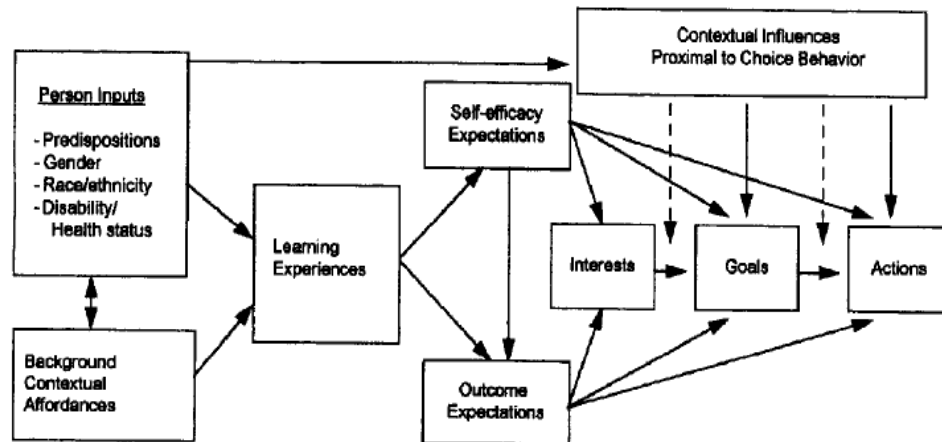 Contextual Influences
Proximal to Choice Behavior
Person Inputs
- Predispositions
- Gender
- Race/ethnicity
- Disability/
Health status
Self-efficacy
Expectations
Learning
Experiences
Interests
Goals
Actions
Background
Contextual
Affordances
Outcome
Expectations